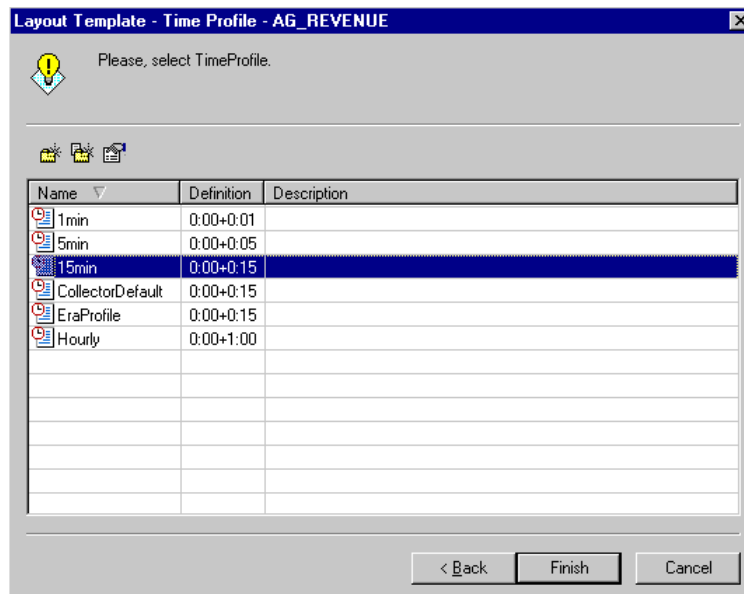 Layout Template - Time Profile - AG_REVENUE
Please, select TimeProfile.
Name Definition Description
1min 0:00+0:01
5min 0:00+0:05
15min 0:00+0:15
CollectorDefault 0:00+0:15
EraProfile 0:00+0:15
Hourly 0:00+1:00
< Back Finish Cancel